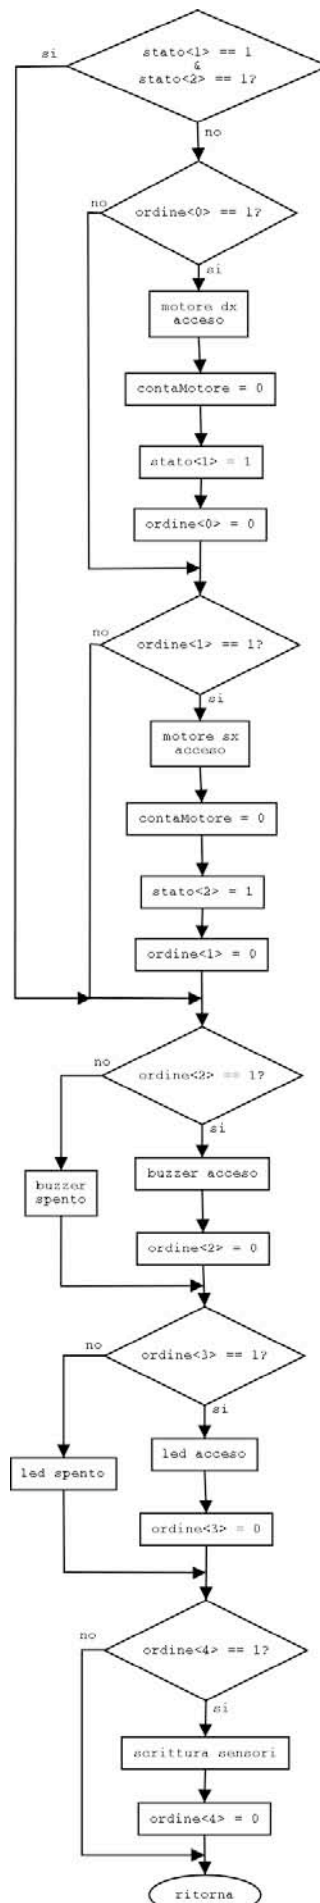 stato<1> == 1
si
&
stato<2> == 1?
no
no
ordine<0> == 1?
si
motore dx
acceso
contaMotore = 0
stato<1> = 1
ordine<0> = 0
no
ordine<1> == 1?
si
motore sx
acceso
contaMotore = 0
stato<2> = 1
ordine<1> = 0
no
ordine<2> == 1?
si
buzzer
spento
buzzer acceso
ordine<2> = 0
no
ordine<3> == 1?
si
led spento
led acceso
ordine<3> = 0
no
ordine<4> == 1?
si
scrittura sensori
ordine<4> = 0
ritorna